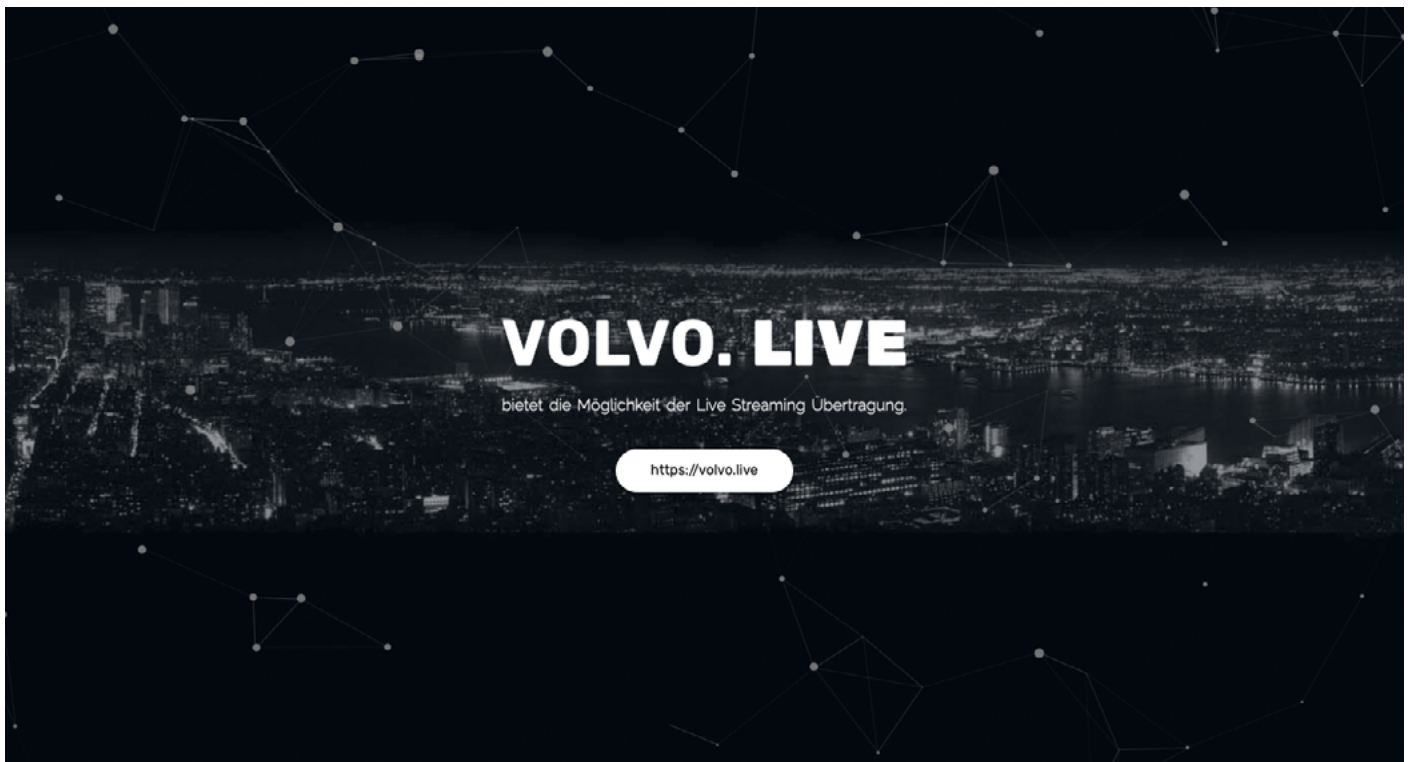 VOLVO. LIVE
bietet die Möglichkeit der Live Streaming Übertragung.
https://volvo.live